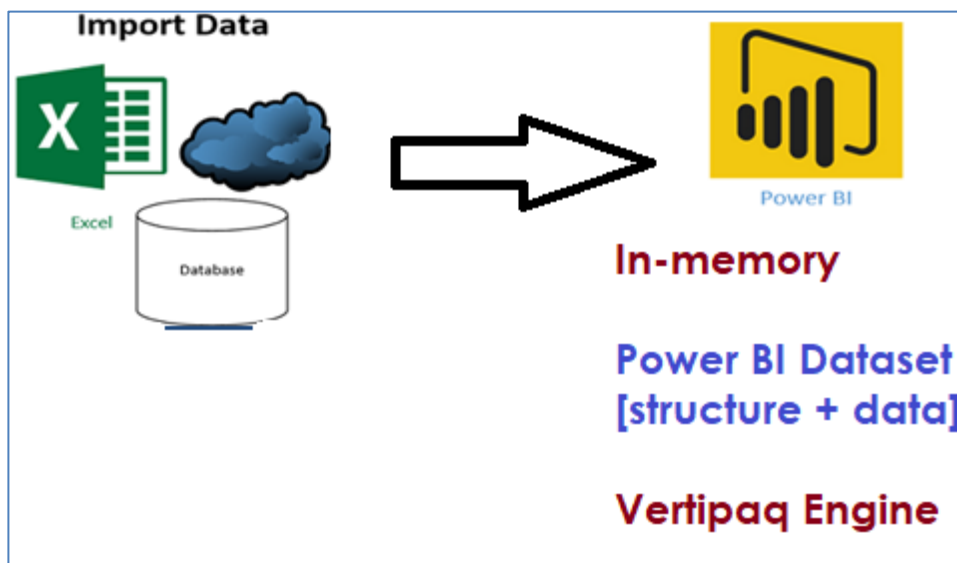 Import Data
X
Excel
Database
Power BI
In-memory
Power BI Dataset
[structure + data]
Vertipaq Engine